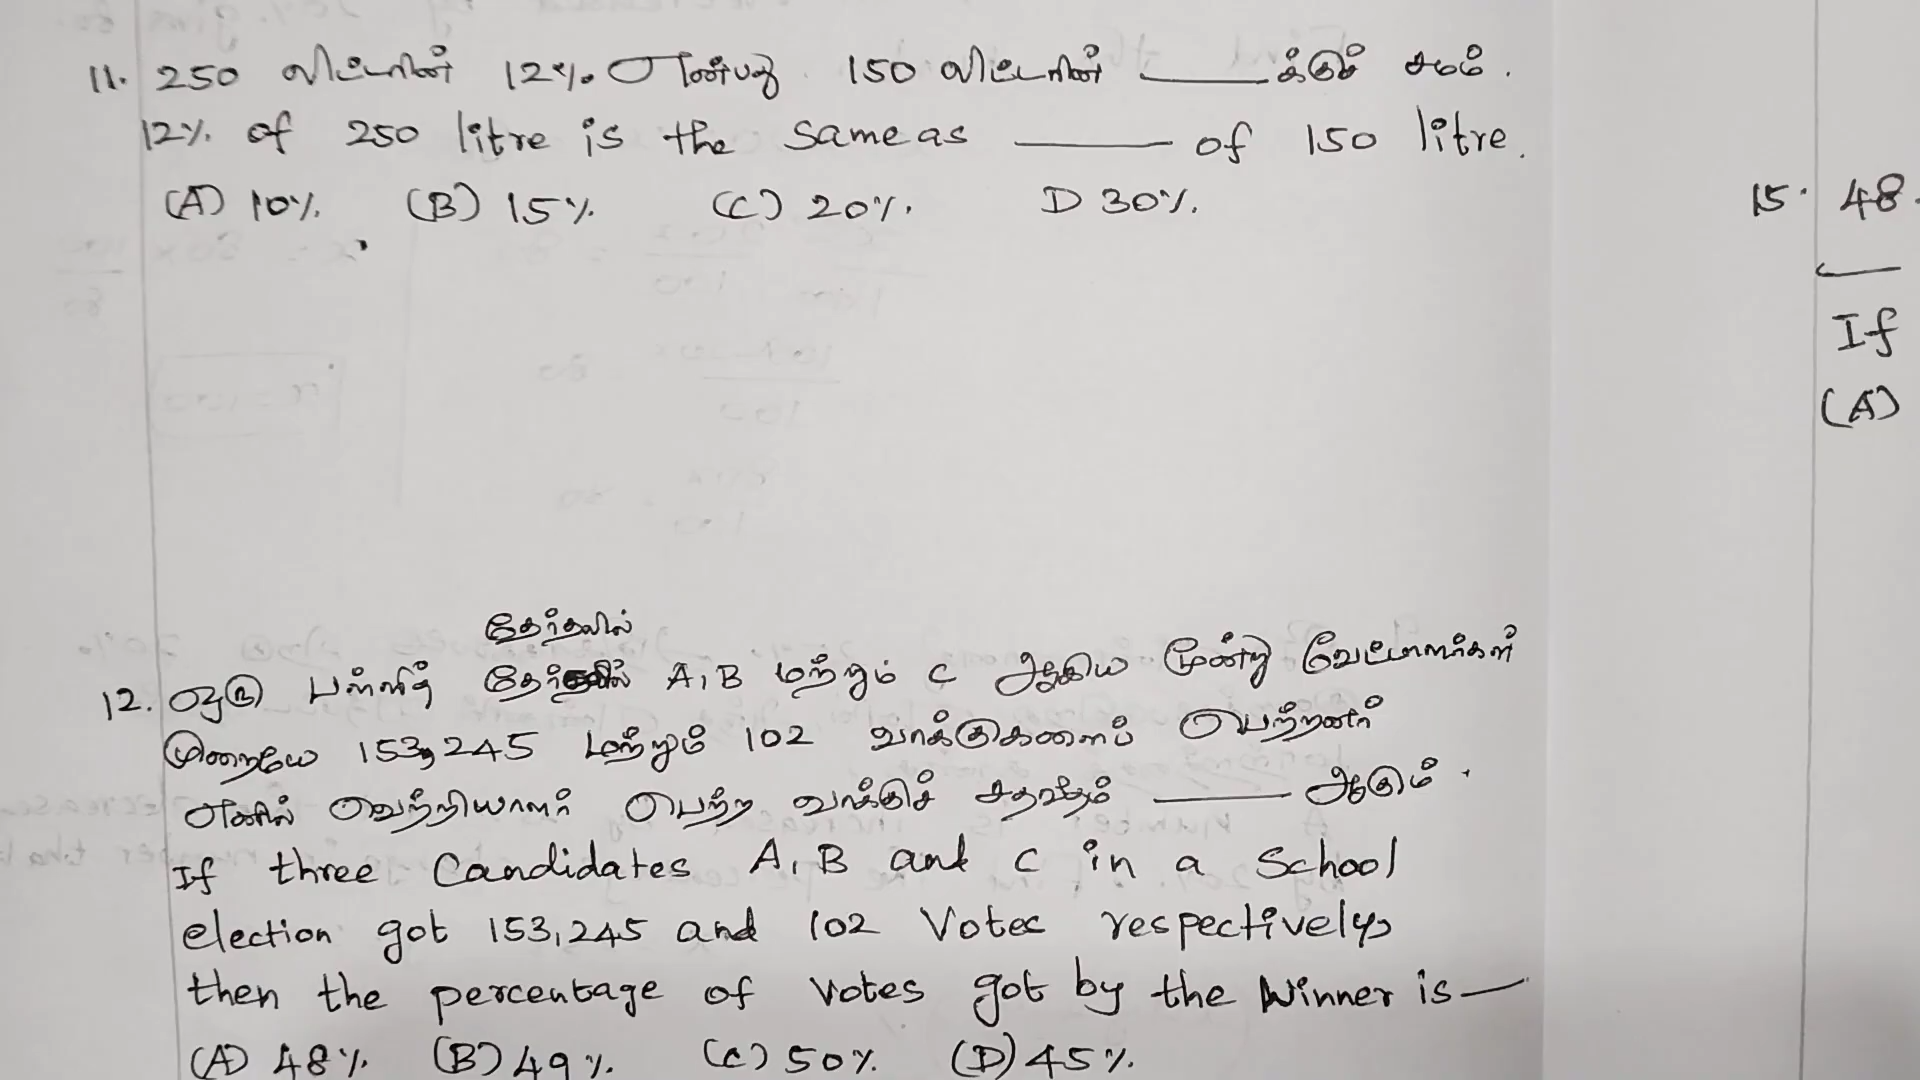 11. 250 லிட்டரின் 12% என்பது 150 லிட்டரின் ____க்குச் சமம்.
12% of 250 litre is the same as ____ of 150 litre.
(A) 10% (B) 15% (C) 20% D 30%.
12. ஒரு பள்ளித் தேர்தலில் A, B மற்றும் C ஆகிய மூன்று வேட்பாளர்கள்
முறையே 153, 245 மற்றும் 102 வாக்குகளைப் பெற்றனர்
எனில் வெற்றியாளர் பெற்ற வாக்குச் சதவீதம் ____ ஆகும்.
If three Candidates A, B and C in a School
election got 153, 245 and 102 Votes respectively,
then the percentage of votes got by the Winner is —
(A) 48% (B) 49%. (C) 50%. (D) 45%.
15. 48
If
(A)